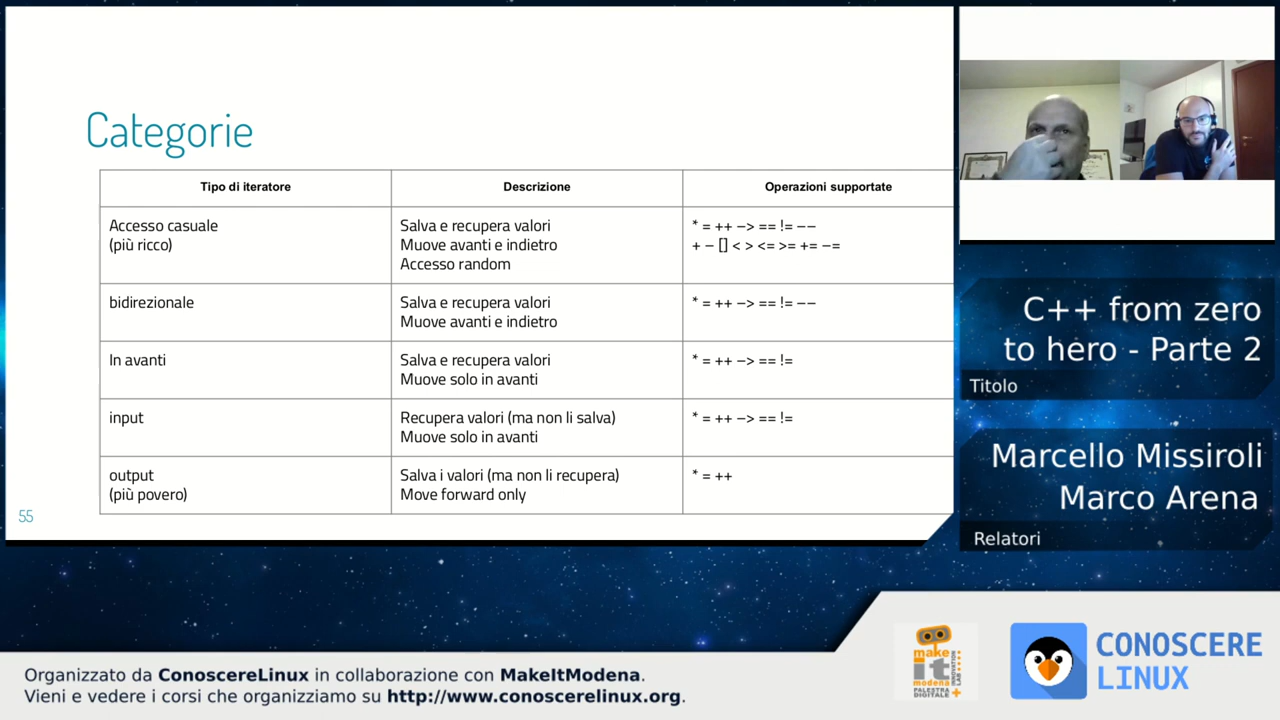 Categorie
Tipo di iteratore
Descrizione
Operazioni supportate
Accesso casuale
(più ricco)
Salva e recupera valori
Muove avanti e indietro
Accesso random
* = ++ −> == != −−
+ − [] < > <= >= += −=
bidirezionale
Salva e recupera valori
Muove avanti e indietro
* = ++ −> == != −−
In avanti
Salva e recupera valori
Muove solo in avanti
* = ++ −> == !=
input
Recupera valori (ma non li salva)
Muove solo in avanti
* = ++ −> == !=
output
(più povero)
Salva i valori (ma non li recupera)
Move forward only
* = ++
55
C++ from zero
to hero - Parte 2
Titolo
Marcello Missiroli
Marco Arena
Relatori
Organizzato da ConoscereLinux in collaborazione con MakeItModena.
Vieni e vedere i corsi che organizziamo su http://www.conoscerelinux.org.
make
it
modena
PALESTRA
DIGITALE
CONOSCERE
LINUX